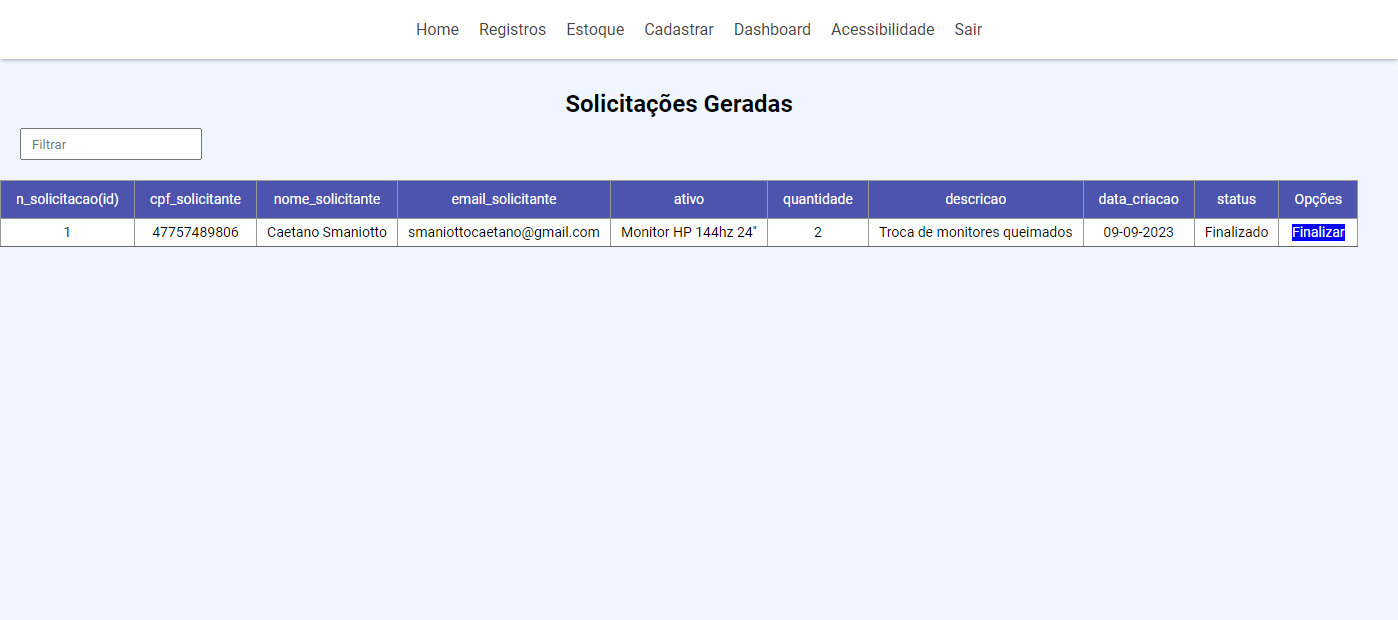 Home Registros Estoque Cadastrar Dashboard Acessibilidade Sair
Solicitações Geradas
Filtrar
n_solicitacao(id) cpf_solicitante nome_solicitante email_solicitante ativo quantidade descricao data_criacao status Opções
1 47757489806 Caetano Smaniotto smaniottocaetano@gmail.com Monitor HP 144hz 24" 2 Troca de monitores queimados 09-09-2023 Finalizado Finalizar